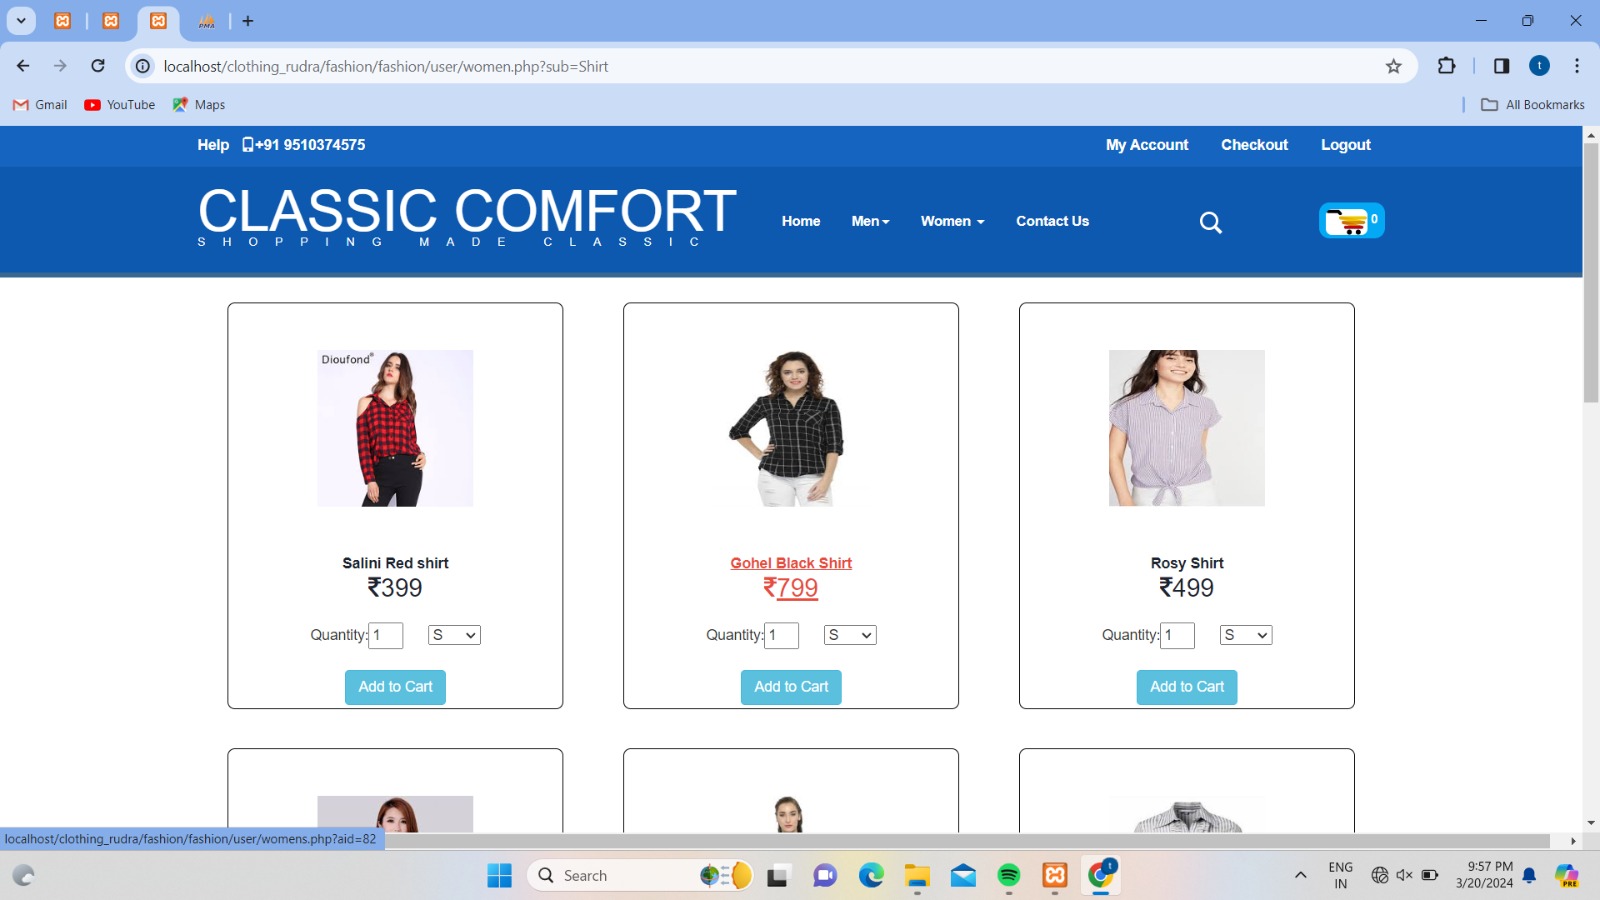 localhost/clothing_rudra/fashion/fashion/user/women.php?sub=Shirt
Gmail YouTube Maps All Bookmarks
Help +91 9510374575 My Account Checkout Logout
CLASSIC COMFORT
SHOPPING MADE CLASSIC
Home Men Women Contact Us 0
Dioufond®
Salini Red shirt Gohel Black Shirt Rosy Shirt
₹399 ₹799 ₹499
Quantity: 1 S Quantity: 1 S Quantity: 1 S
Add to Cart Add to Cart Add to Cart
localhost/clothing_rudra/fashion/fashion/user/womens.php?aid=82
Search
ENG
IN
9:57 PM
3/20/2024
PRE
PMA
t
t